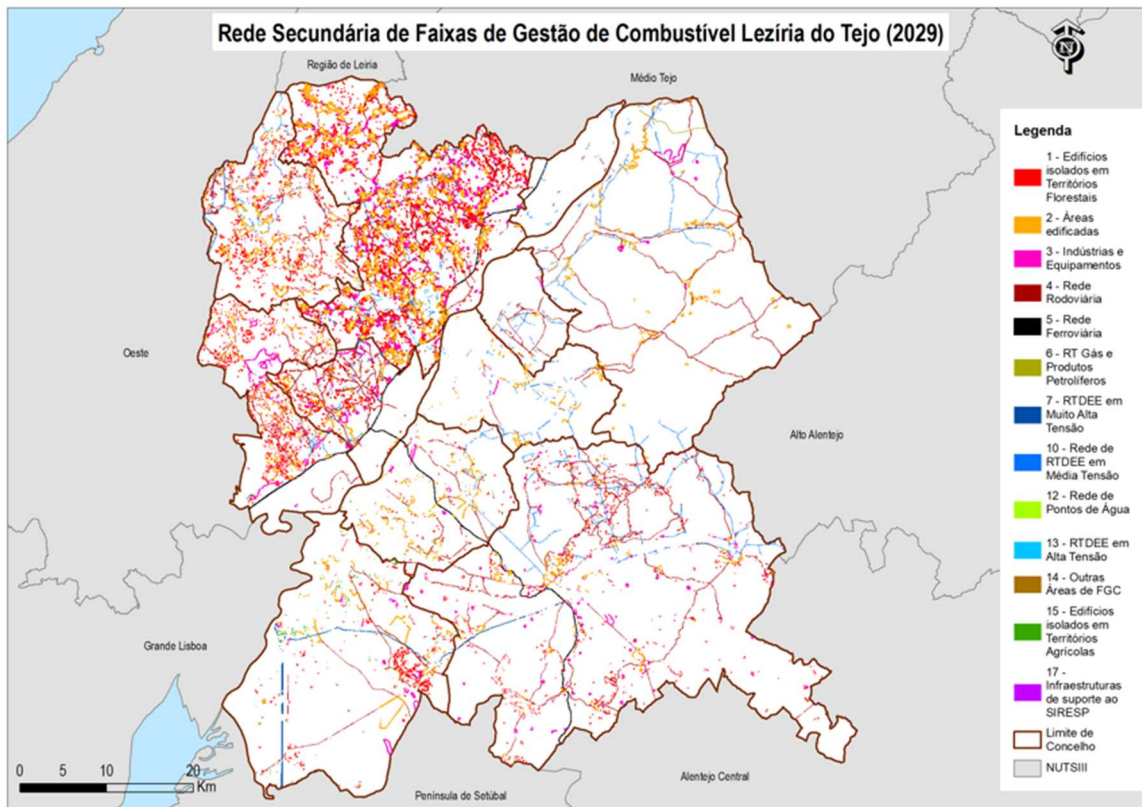 Rede Secundária de Faixas de Gestão de Combustível Lezíria do Tejo (2029)
N
Região de Leiria
Médio Tejo
Oeste
Alto Alentejo
Grande Lisboa
Alentejo Central
Península de Setúbal
0 5 10 20
Km
Legenda
1 - Edifícios
isolados em
Territórios
Florestais
2 - Áreas
edificadas
3 - Indústrias e
Equipamentos
4 - Rede
Rodoviária
5 - Rede
Ferroviária
6 - RT Gás e
Produtos
Petrolíferos
7 - RTDEE em
Muito Alta
Tensão
10 - Rede de
RTDEE em
Média Tensão
12 - Rede de
Pontos de Água
13 - RTDEE em
Alta Tensão
14 - Outras
Áreas de FGC
15 - Edifícios
isolados em
Territórios
Agrícolas
17 -
Infraestruturas
de suporte ao
SIRESP
Limite de
Concelho
NUTSIII